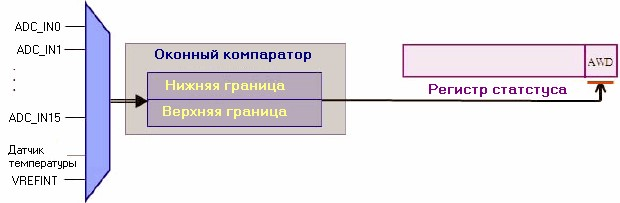 ADC_IN0
ADC_IN1
.
.
.
ADC_IN15
Датчик
температуры
VREFINT
Оконный компаратор
Нижняя граница
Верхняя граница
AWD
Регистр статстуса